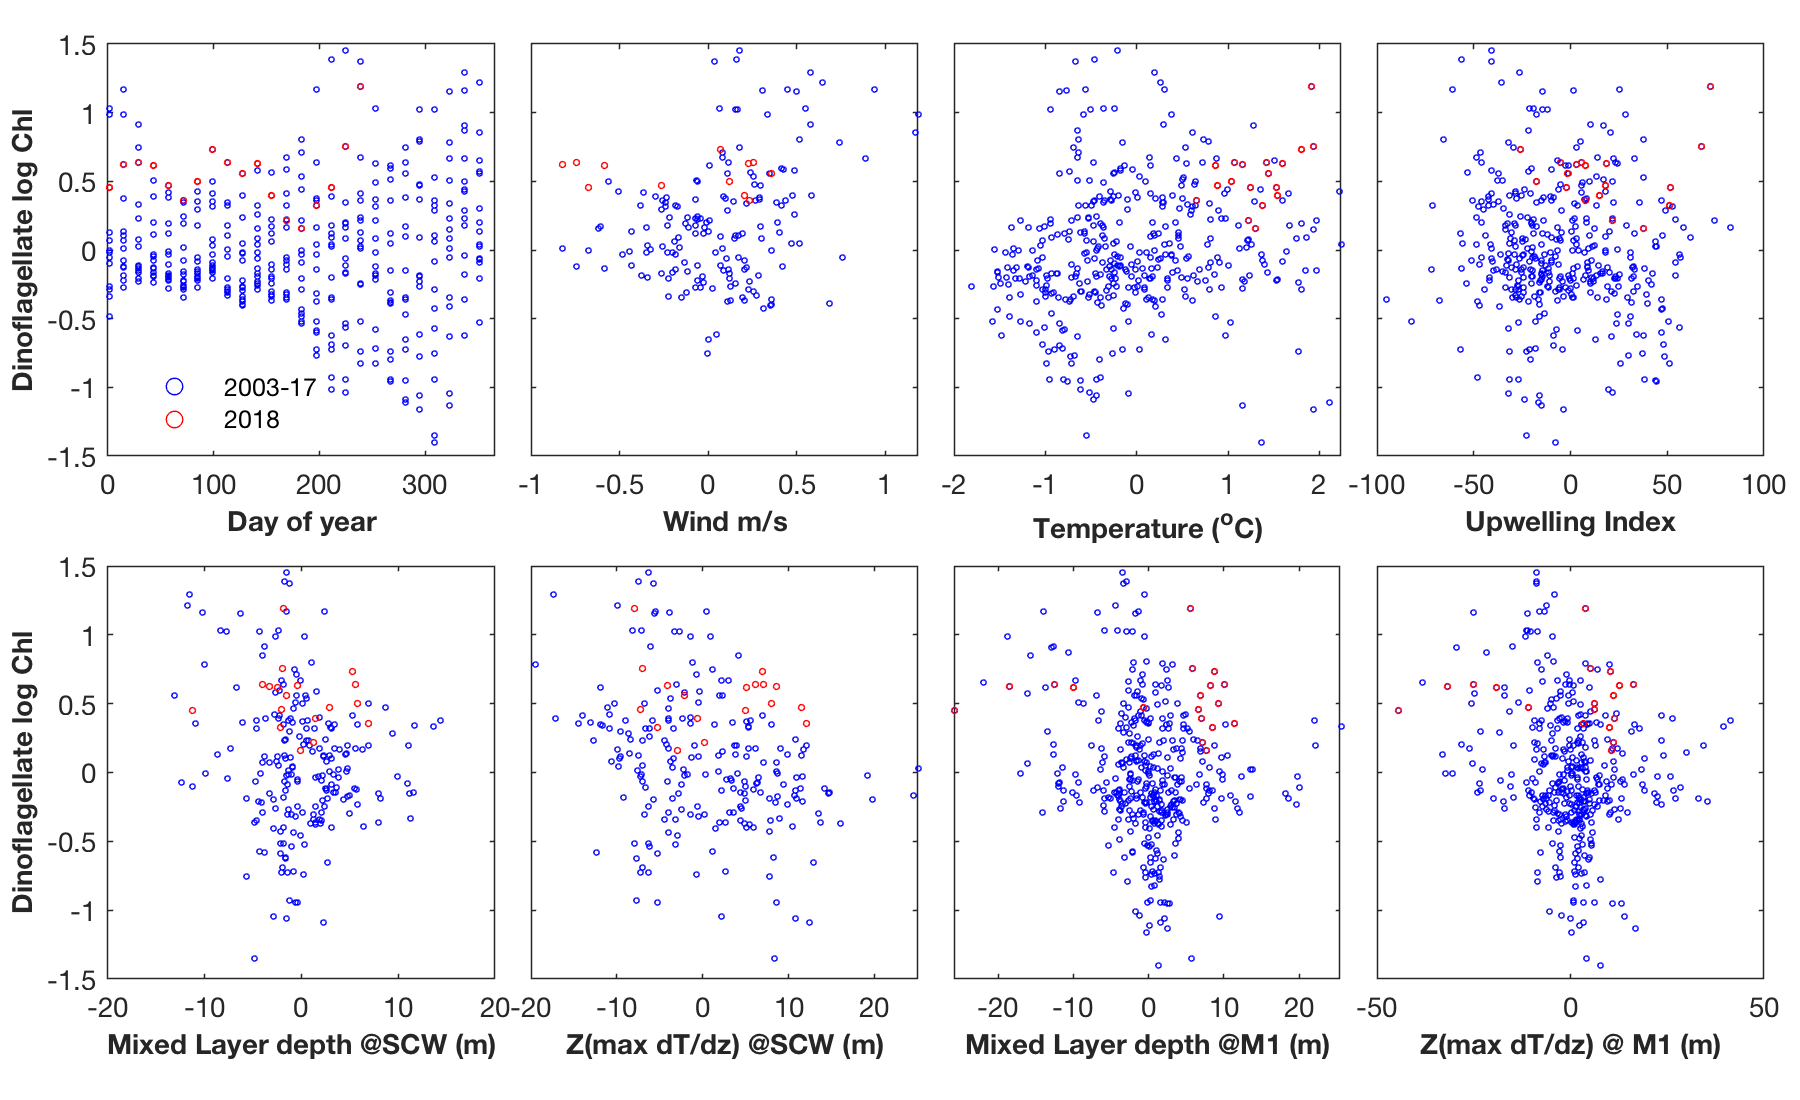 Dinoflagellate log Chl
1.5
1
0.5
0
-0.5
-1
-1.5
2003-17
2018
0 100 200 300
-1 -0.5 0 0.5 1
-2 -1 0 1 2
-100 -50 0 50 100
Day of year
Wind m/s
Temperature (°C)
Upwelling Index
Dinoflagellate log Chl
1.5
1
0.5
0
-0.5
-1
-1.5
-20 -10 0 10 20
-20 -10 0 10 20
-20 -10 0 10 20
-50 0 50
Mixed Layer depth @SCW (m)
Z(max dT/dz) @SCW (m)
Mixed Layer depth @M1 (m)
Z(max dT/dz) @ M1 (m)